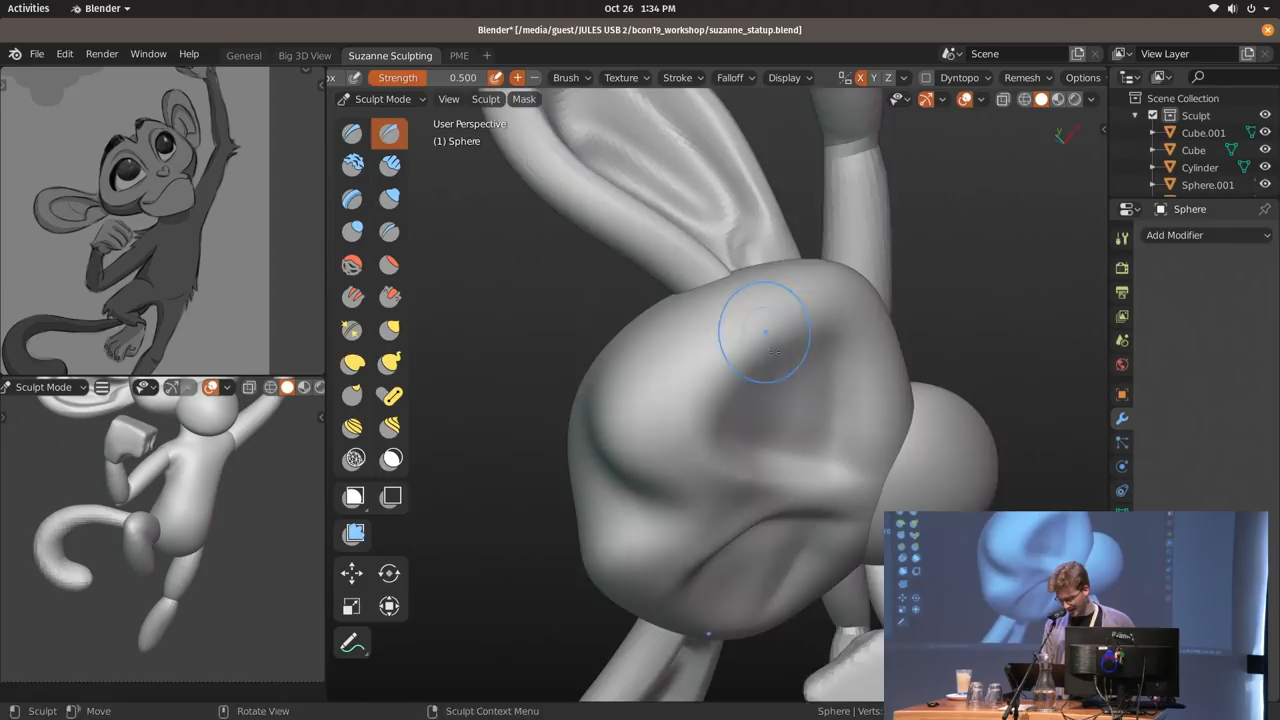 Activities
Blender
Oct 26 1:34 PM
Blender* [/media/guest/JULES USB 2/bcon19_workshop/suzanne_statup.blend]
File Edit Render Window Help
General Big 3D View Suzanne Sculpting PME +
Scene
View Layer
Strength 0.500
Brush Texture Stroke Falloff Display
X Y Z
Dyntopo Remesh Options
Sculpt Mode View Sculpt Mask
User Perspective
(1) Sphere
Scene Collection
Sculpt
Cube.001
Cube
Cylinder
Sphere.001
Sphere
Add Modifier
Sculpt Mode
Sculpt
Move
Rotate View
Sculpt Context Menu
Sphere | Verts: